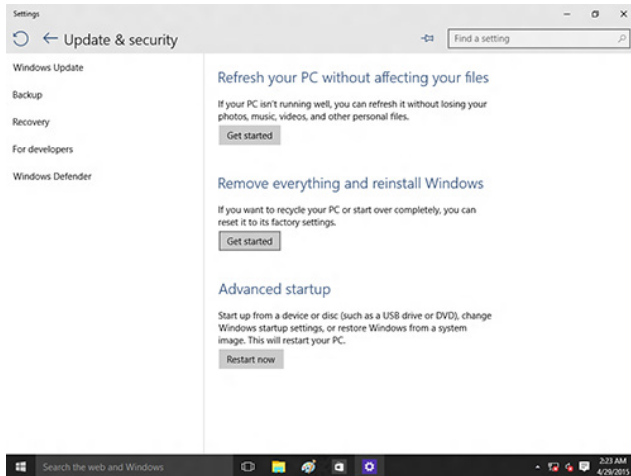 Settings
Update & security
Find a setting
Windows Update
Backup
Recovery
For developers
Windows Defender
Refresh your PC without affecting your files
If your PC isn't running well, you can refresh it without losing your
photos, music, videos, and other personal files.
Get started
Remove everything and reinstall Windows
If you want to recycle your PC or start over completely, you can
reset it to its factory settings.
Get started
Advanced startup
Start up from a device or disc (such as a USB drive or DVD), change
Windows startup settings, or restore Windows from a system
image. This will restart your PC.
Restart now
Search the web and Windows
2:23 AM
4/29/2015